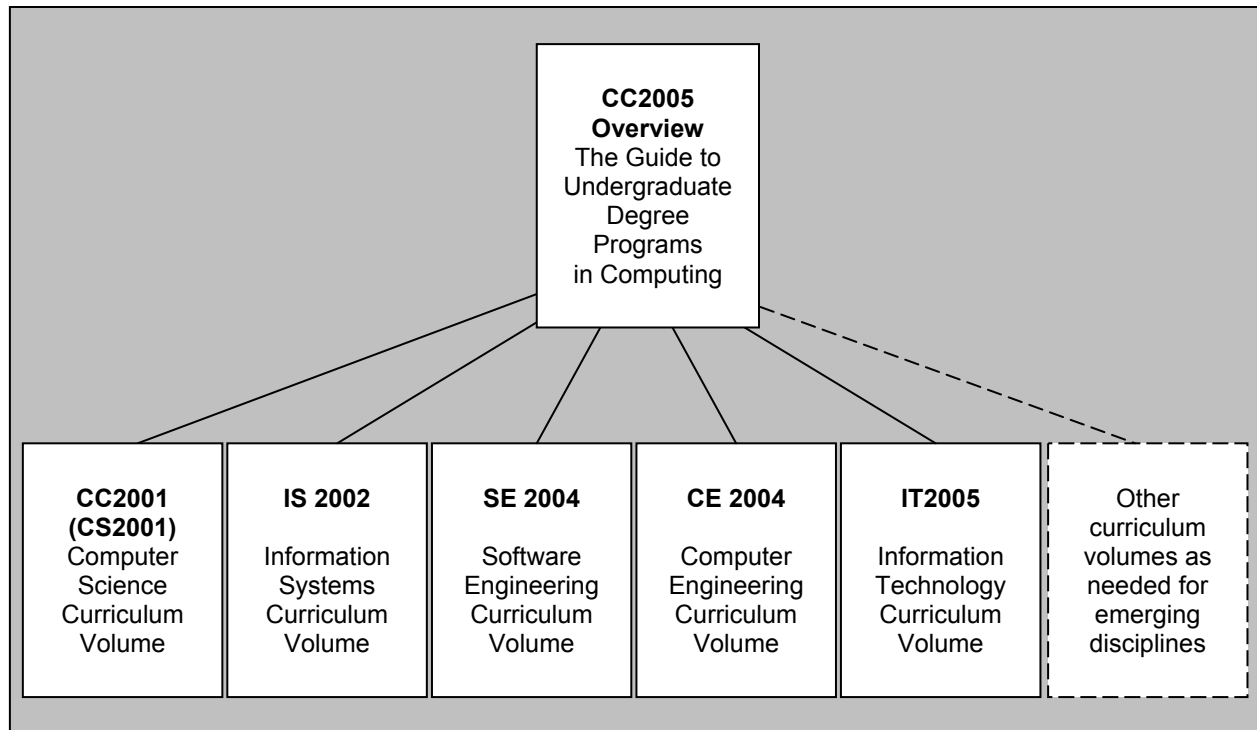 CC2005
Overview
The Guide to
Undergraduate
Degree
Programs
in Computing
CC2001
(CS2001)
Computer
Science
Curriculum
Volume
IS 2002
Information
Systems
Curriculum
Volume
SE 2004
Software
Engineering
Curriculum
Volume
CE 2004
Computer
Engineering
Curriculum
Volume
IT2005
Information
Technology
Curriculum
Volume
Other
curriculum
volumes as
needed for
emerging
disciplines